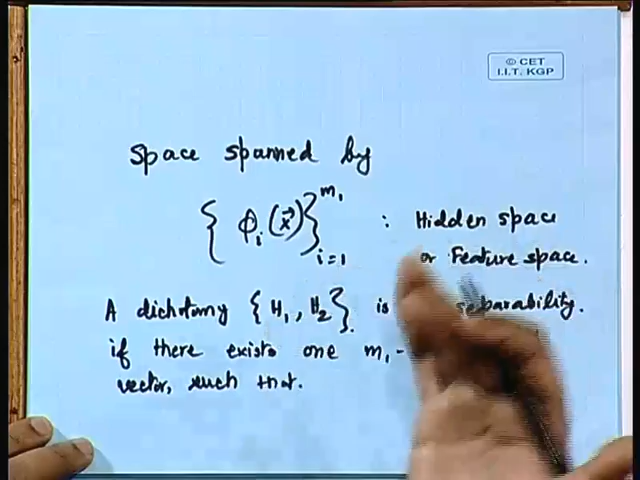 © CET
I.I.T. KGP
Space spanned by
{ φᵢ(x⃗) }ᵢ₌₁^m₁ : Hidden space
or Feature space.
A dichotomy {H₁, H₂} is separability.
if there exists one m₁-
vector, such that.